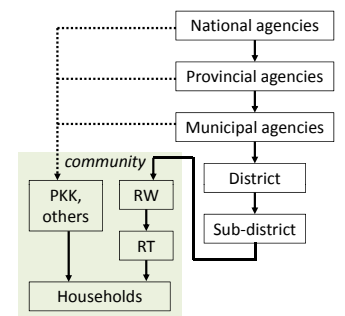 National agencies
Provincial agencies
Municipal agencies
community
District
PKK,
others
RW
Sub-district
RT
Households